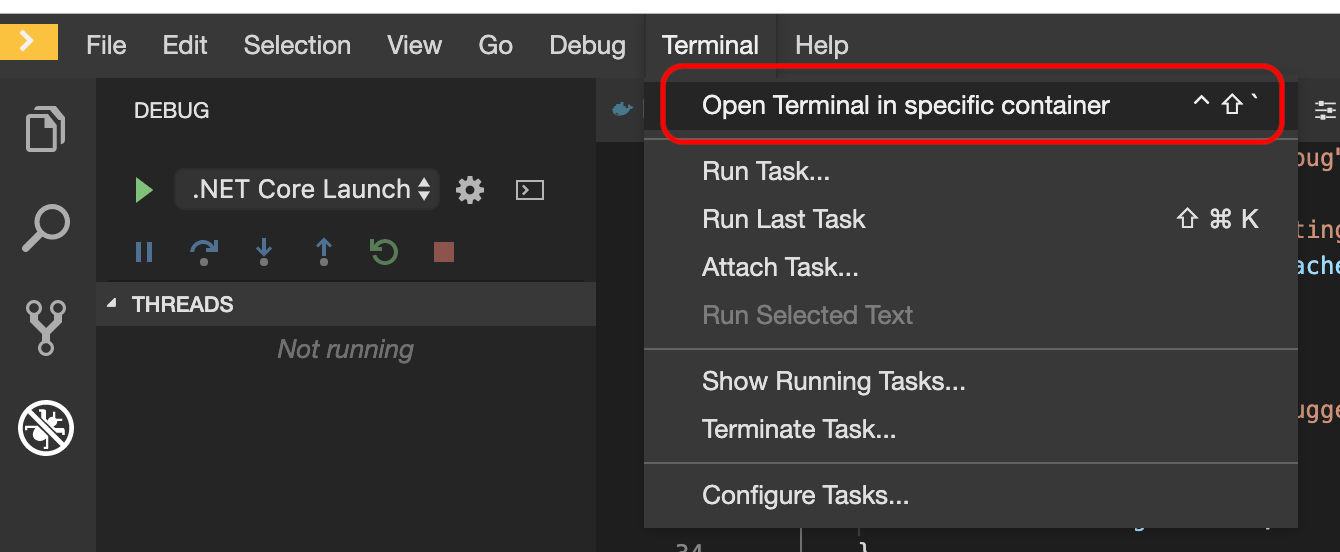 File Edit Selection View Go Debug Terminal Help
DEBUG
.NET Core Launch
THREADS
Not running
Open Terminal in specific container ^ ⇧ `
Run Task...
Run Last Task ⇧ ⌘ K
Attach Task...
Run Selected Text
Show Running Tasks...
Terminate Task...
Configure Tasks...
bug"
ting
ache
ugge
34 }